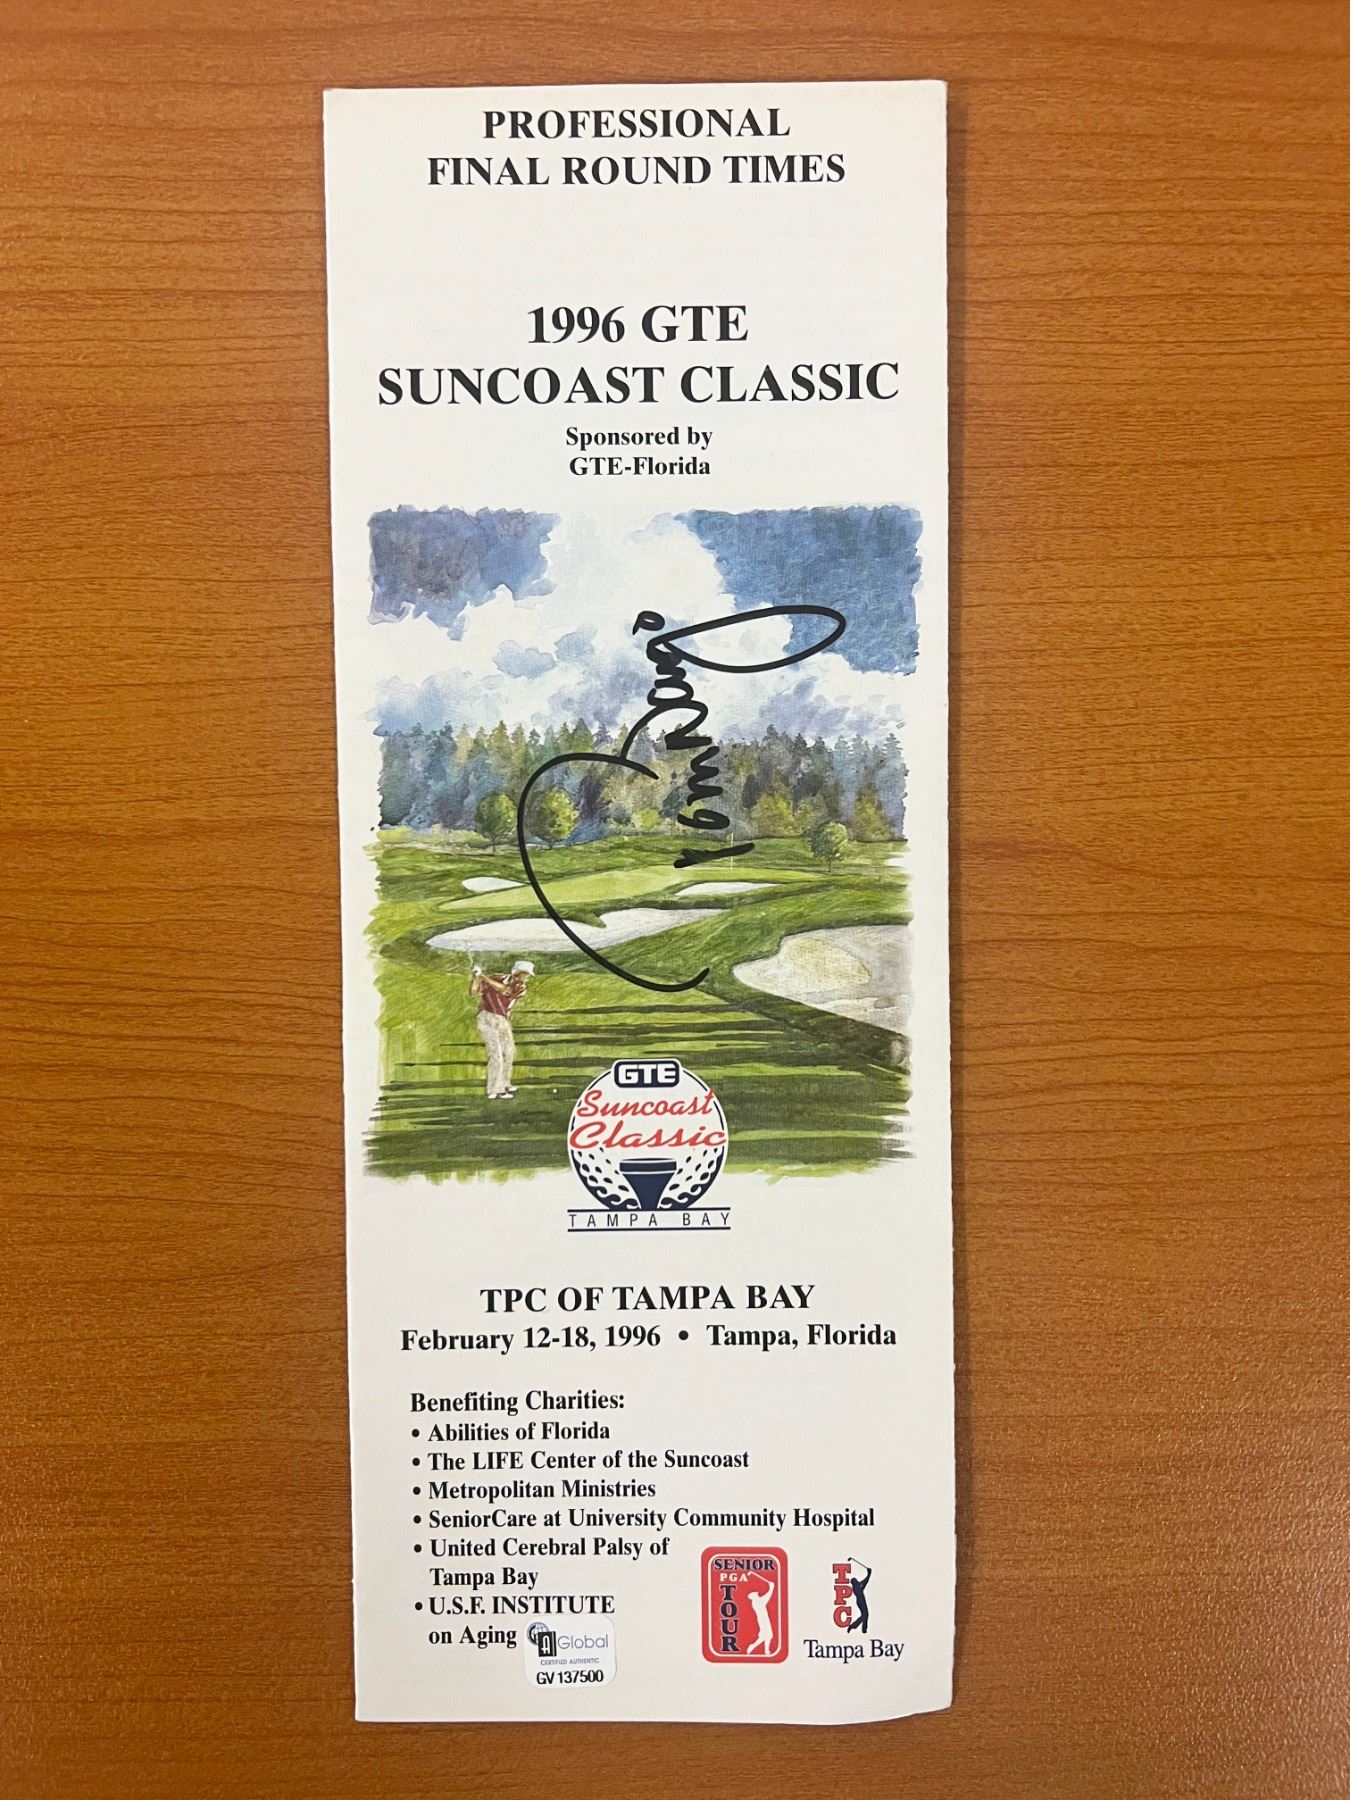 PROFESSIONAL
FINAL ROUND TIMES
1996 GTE
SUNCOAST CLASSIC
Sponsored by
GTE-Florida
GTE
Suncoast
Classic
TAMPA BAY
TPC OF TAMPA BAY
February 12-18, 1996 • Tampa, Florida
Benefiting Charities:
• Abilities of Florida
• The LIFE Center of the Suncoast
• Metropolitan Ministries
• SeniorCare at University Community Hospital
• United Cerebral Palsy of
Tampa Bay
• U.S.F. INSTITUTE
on Aging
SENIOR
PGA
TOUR
TPC
Tampa Bay
GA Global
CERTIFIED AUTHENTIC
GV 137500